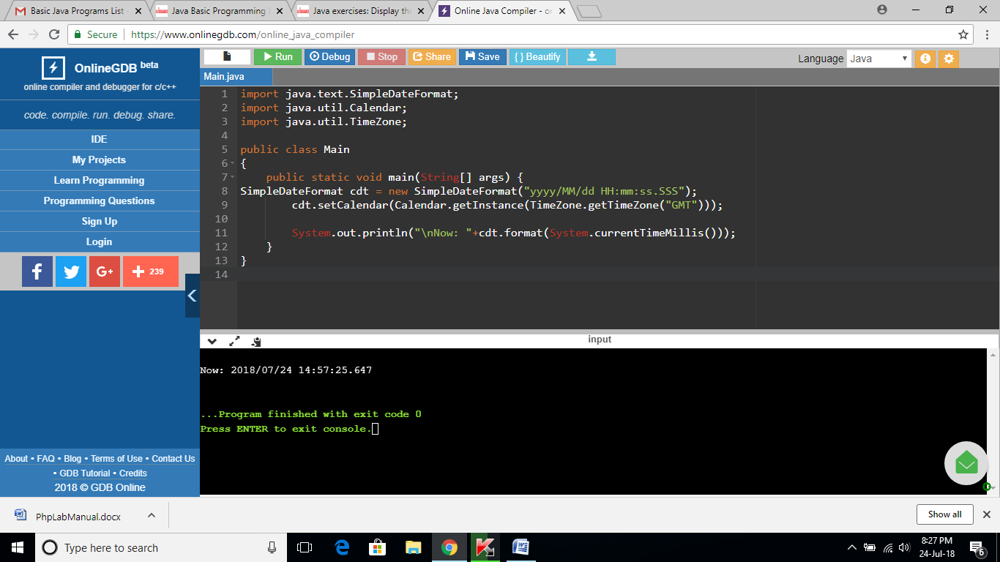 Basic Java Programs List -
Java Basic Programming
Java exercises: Display the
Online Java Compiler - on
Secure
https://www.onlinegdb.com/online_java_compiler
OnlineGDB beta
online compiler and debugger for c/c++
code. compile. run. debug. share.
IDE
My Projects
Learn Programming
Programming Questions
Sign Up
Login
f
G+
239
About • FAQ • Blog • Terms of Use • Contact Us
• GDB Tutorial • Credits
2018 © GDB Online
Run Debug Stop Share Save { } Beautify
Language Java
Main.java
1 import java.text.SimpleDateFormat;
2 import java.util.Calendar;
3 import java.util.TimeZone;
4
5 public class Main
6 {
7     public static void main(String[] args) {
8 SimpleDateFormat cdt = new SimpleDateFormat("yyyy/MM/dd HH:mm:ss.SSS");
9         cdt.setCalendar(Calendar.getInstance(TimeZone.getTimeZone("GMT")));
10
11         System.out.println("\nNow: "+cdt.format(System.currentTimeMillis()));
12     }
13 }
14
input
Now: 2018/07/24 14:57:25.647
...Program finished with exit code 0
Press ENTER to exit console.
PhpLabManual.docx
Show all
Type here to search
8:27 PM
24-Jul-18
6